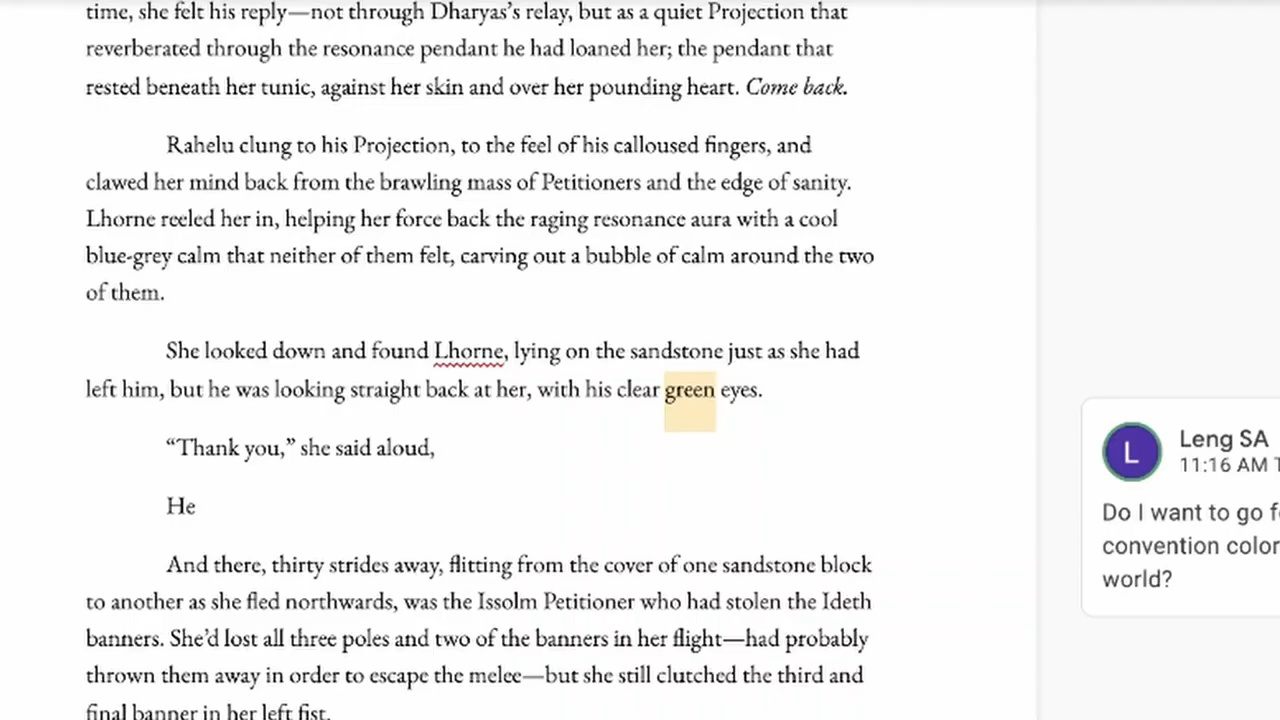 time, she felt his reply—not through Dharyas’s relay, but as a quiet Projection that
reverberated through the resonance pendant he had loaned her; the pendant that
rested beneath her tunic, against her skin and over her pounding heart. Come back.
Rahelu clung to his Projection, to the feel of his calloused fingers, and
clawed her mind back from the brawling mass of Petitioners and the edge of sanity.
Lhorne reeled her in, helping her force back the raging resonance aura with a cool
blue-grey calm that neither of them felt, carving out a bubble of calm around the two
of them.
She looked down and found Lhorne, lying on the sandstone just as she had
left him, but he was looking straight back at her, with his clear green eyes.
“Thank you,” she said aloud,
He
And there, thirty strides away, flitting from the cover of one sandstone block
to another as she fled northwards, was the Issolm Petitioner who had stolen the Ideth
banners. She’d lost all three poles and two of the banners in her flight—had probably
thrown them away in order to escape the melee—but she still clutched the third and
final banner in her left fist.
L
Leng SA
11:16 AM
Do I want to go
convention color
world?